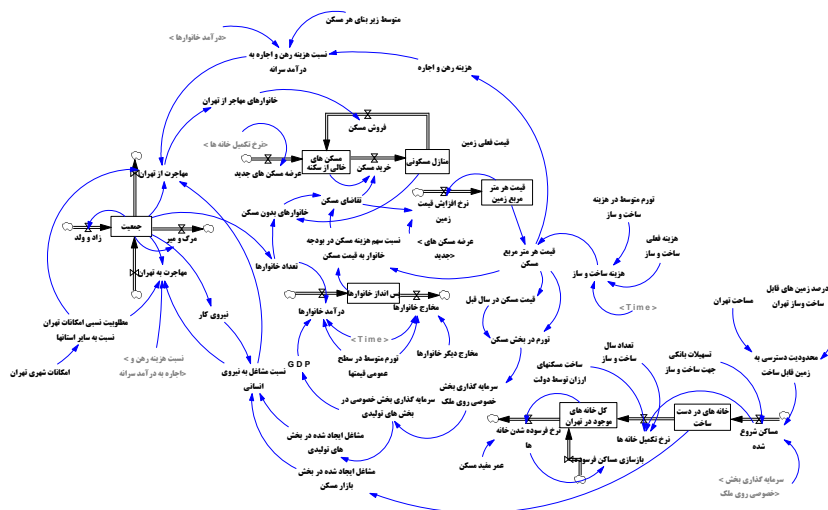 متوسط زیر بنای هر مسکن
<درآمد خانوارها>
نسبت هزینه رهن و اجاره به
درآمد سرانه
هزینه رهن و اجاره
خانوارهای مهاجر از تهران
فروش مسکن
قیمت فعلی زمین
<نرخ تکمیل خانه ها>
مسکن های
خالی از سکنه
منازل مسکونی
خرید مسکن
عرضه مسکن های جدید
مهاجرت از تهران
قیمت هر متر
مربع زمین
نرخ افزایش قیمت
زمین
تقاضای مسکن
خانوارهای بدون مسکن
تورم متوسط در هزینه
ساخت و ساز
جمعیت
زاد و ولد
مرگ و میر
عرضه مسکن های>
<جدید
هزینه فعلی
ساخت و ساز
نسبت سهم هزینه مسکن در بودجه
خانوار به قیمت مسکن
قیمت هر متر مربع
مسکن
تعداد خانوارها
مهاجرت به تهران
هزینه ساخت و ساز
<Time>
پس انداز خانوارها
درآمد خانوارها
مخارج خانوارها
قیمت مسکن در سال قبل
درصد زمین های قابل
ساخت وساز تهران
مساحت تهران
نیروی کار
مطلوبیت نسبی امکانات تهران
نسبت به سایر استانها
<Time>
تورم در بخش مسکن
تعداد سال
ساخت و ساز
محدودیت دسترسی به
زمین قابل ساخت
امکانات شهری تهران
نسبت هزینه رهن و>
<اجاره به درآمد سرانه
نسبت مشاغل به نیروی
انسانی
GDP
تورم متوسط در سطح
عمومی قیمتها
مخارج دیگر خانوارها
ساخت مسکنهای
ارزان توسط دولت
تسهیلات بانکی
جهت ساخت و ساز
سرمایه گذاری بخش
خصوصی روی ملک
سرمایه گذاری بخش خصوصی در
بخش های تولیدی
کل خانه های
موجود در تهران
خانه های در دست
ساخت
مساکن شروع
شده
نرخ تکمیل خانه ها
نرخ فرسوده شدن خانه
ها
مشاغل ایجاد شده در بخش
های تولیدی
عمر مفید مسکن
بازسازی مساکن فرسوده
مشاغل ایجاد شده در بخش
بازار مسکن
سرمایه گذاری بخش>
<خصوصی روی ملک